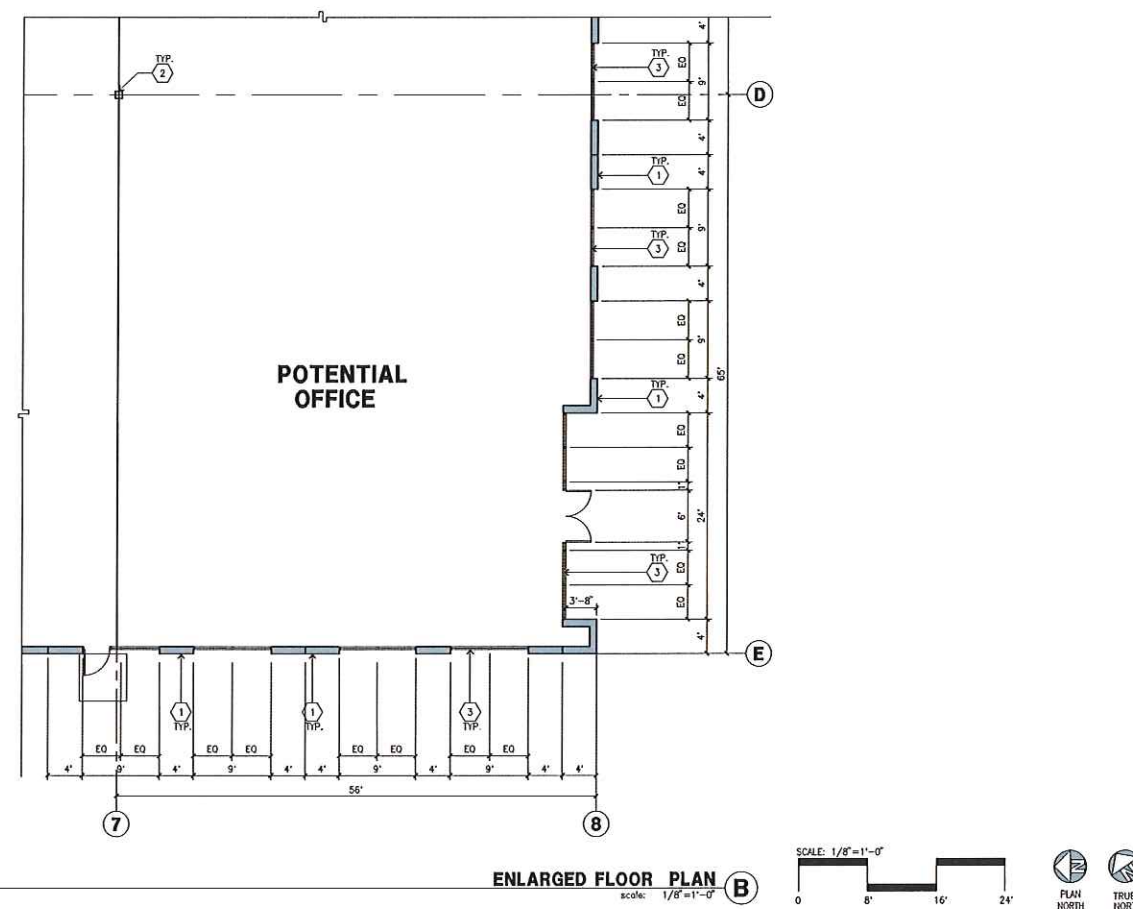 4'
TYP.
3
EQ
9'
EQ
TYP.
2
D
4'
TYP.
1
4'
EQ
9'
TYP.
3
EQ
4'
EQ
9'
EQ
65'
POTENTIAL
OFFICE
TYP.
1
4'
EQ
EQ
1'
6'
24'
1'
TYP.
3
EQ
EQ
3'-8"
4'
E
1
TYP.
1
TYP.
3
TYP.
EQ EQ EQ EQ EQ EQ EQ EQ
4' 9' 4' 9' 4' 4' 9' 4' 9' 4' 4'
56'
7
8
ENLARGED FLOOR PLAN
scale: 1/8"=1'-0"
B
SCALE: 1/8"=1'-0"
0 8' 16' 24'
N
PLAN
NORTH